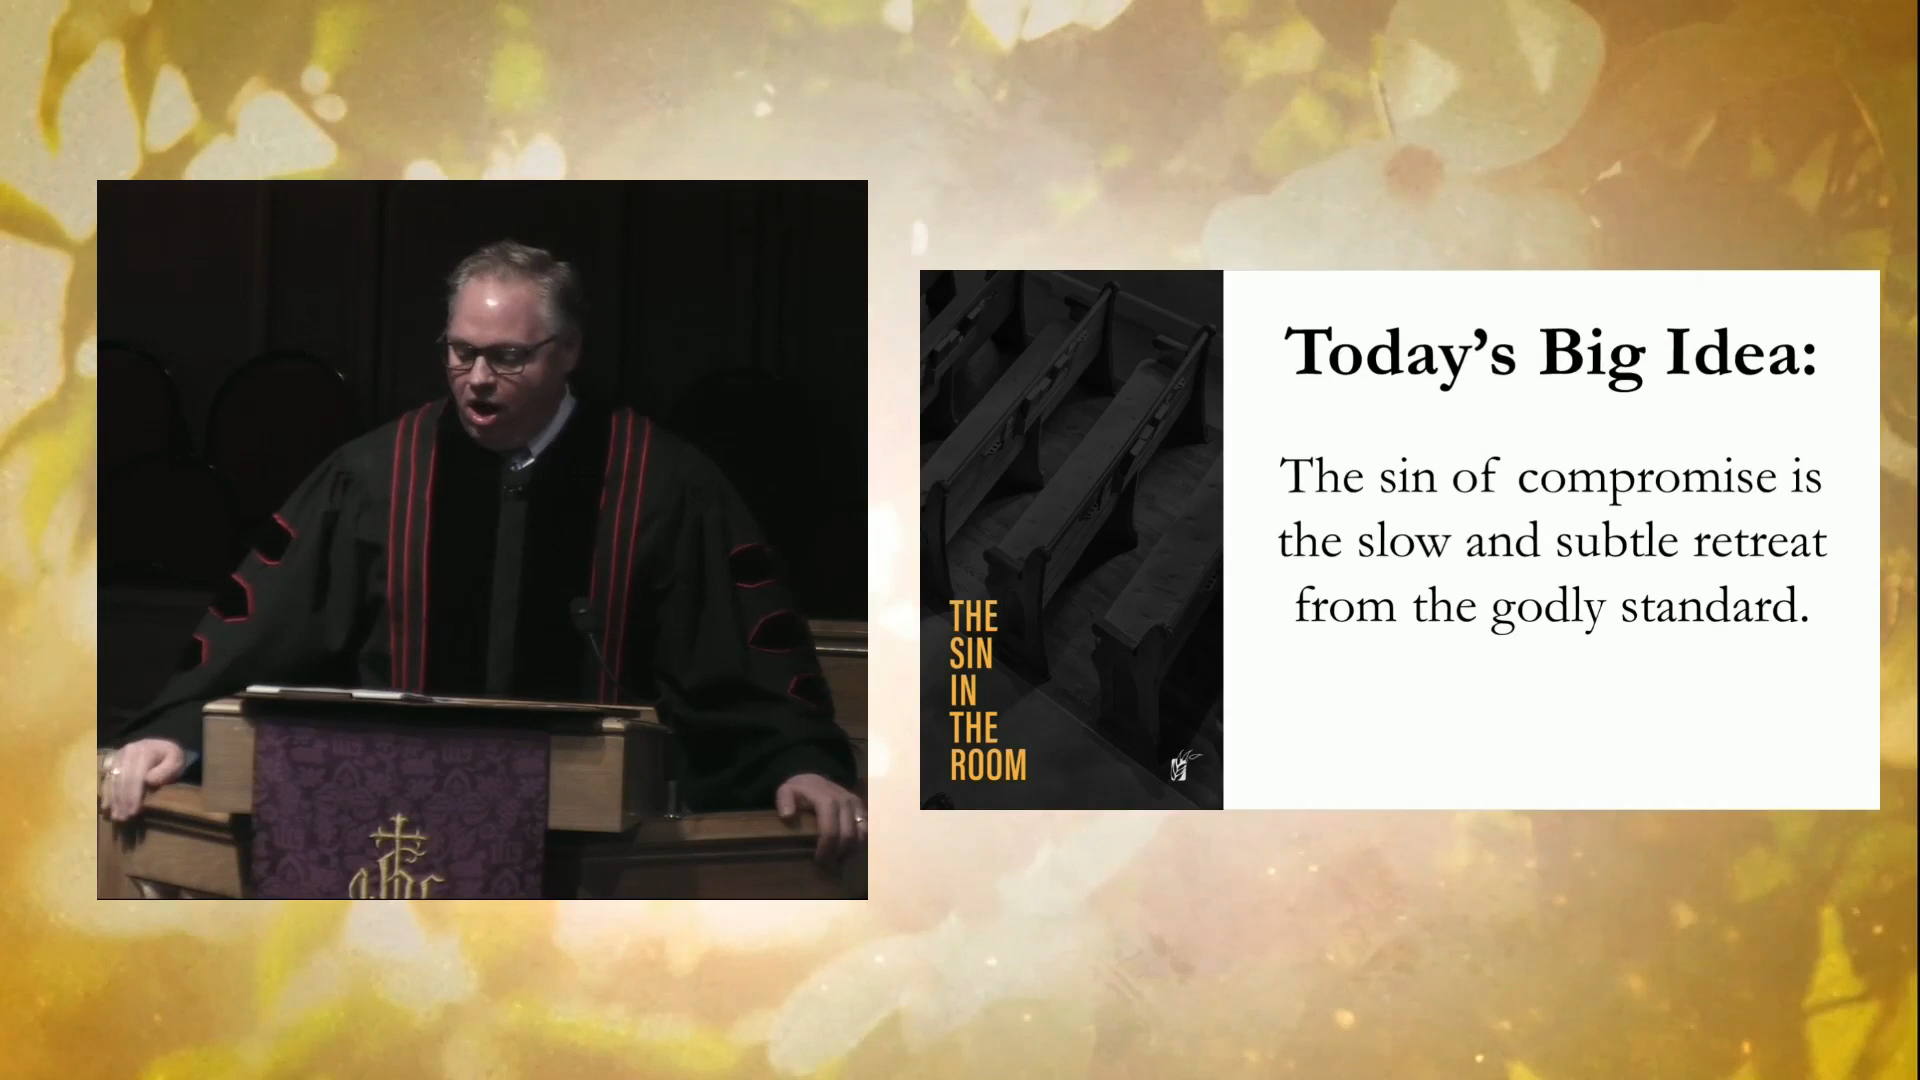 Today's Big Idea:
The sin of compromise is
the slow and subtle retreat
from the godly standard.
THE
SIN
IN
THE
ROOM